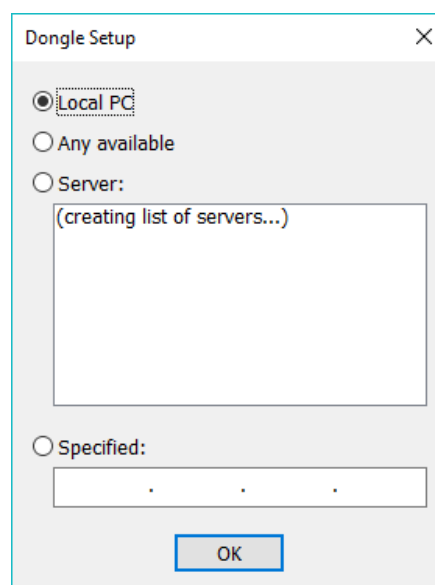 Dongle Setup
Local PC
Any available
Server:
(creating list of servers...)
Specified:
. . .
OK